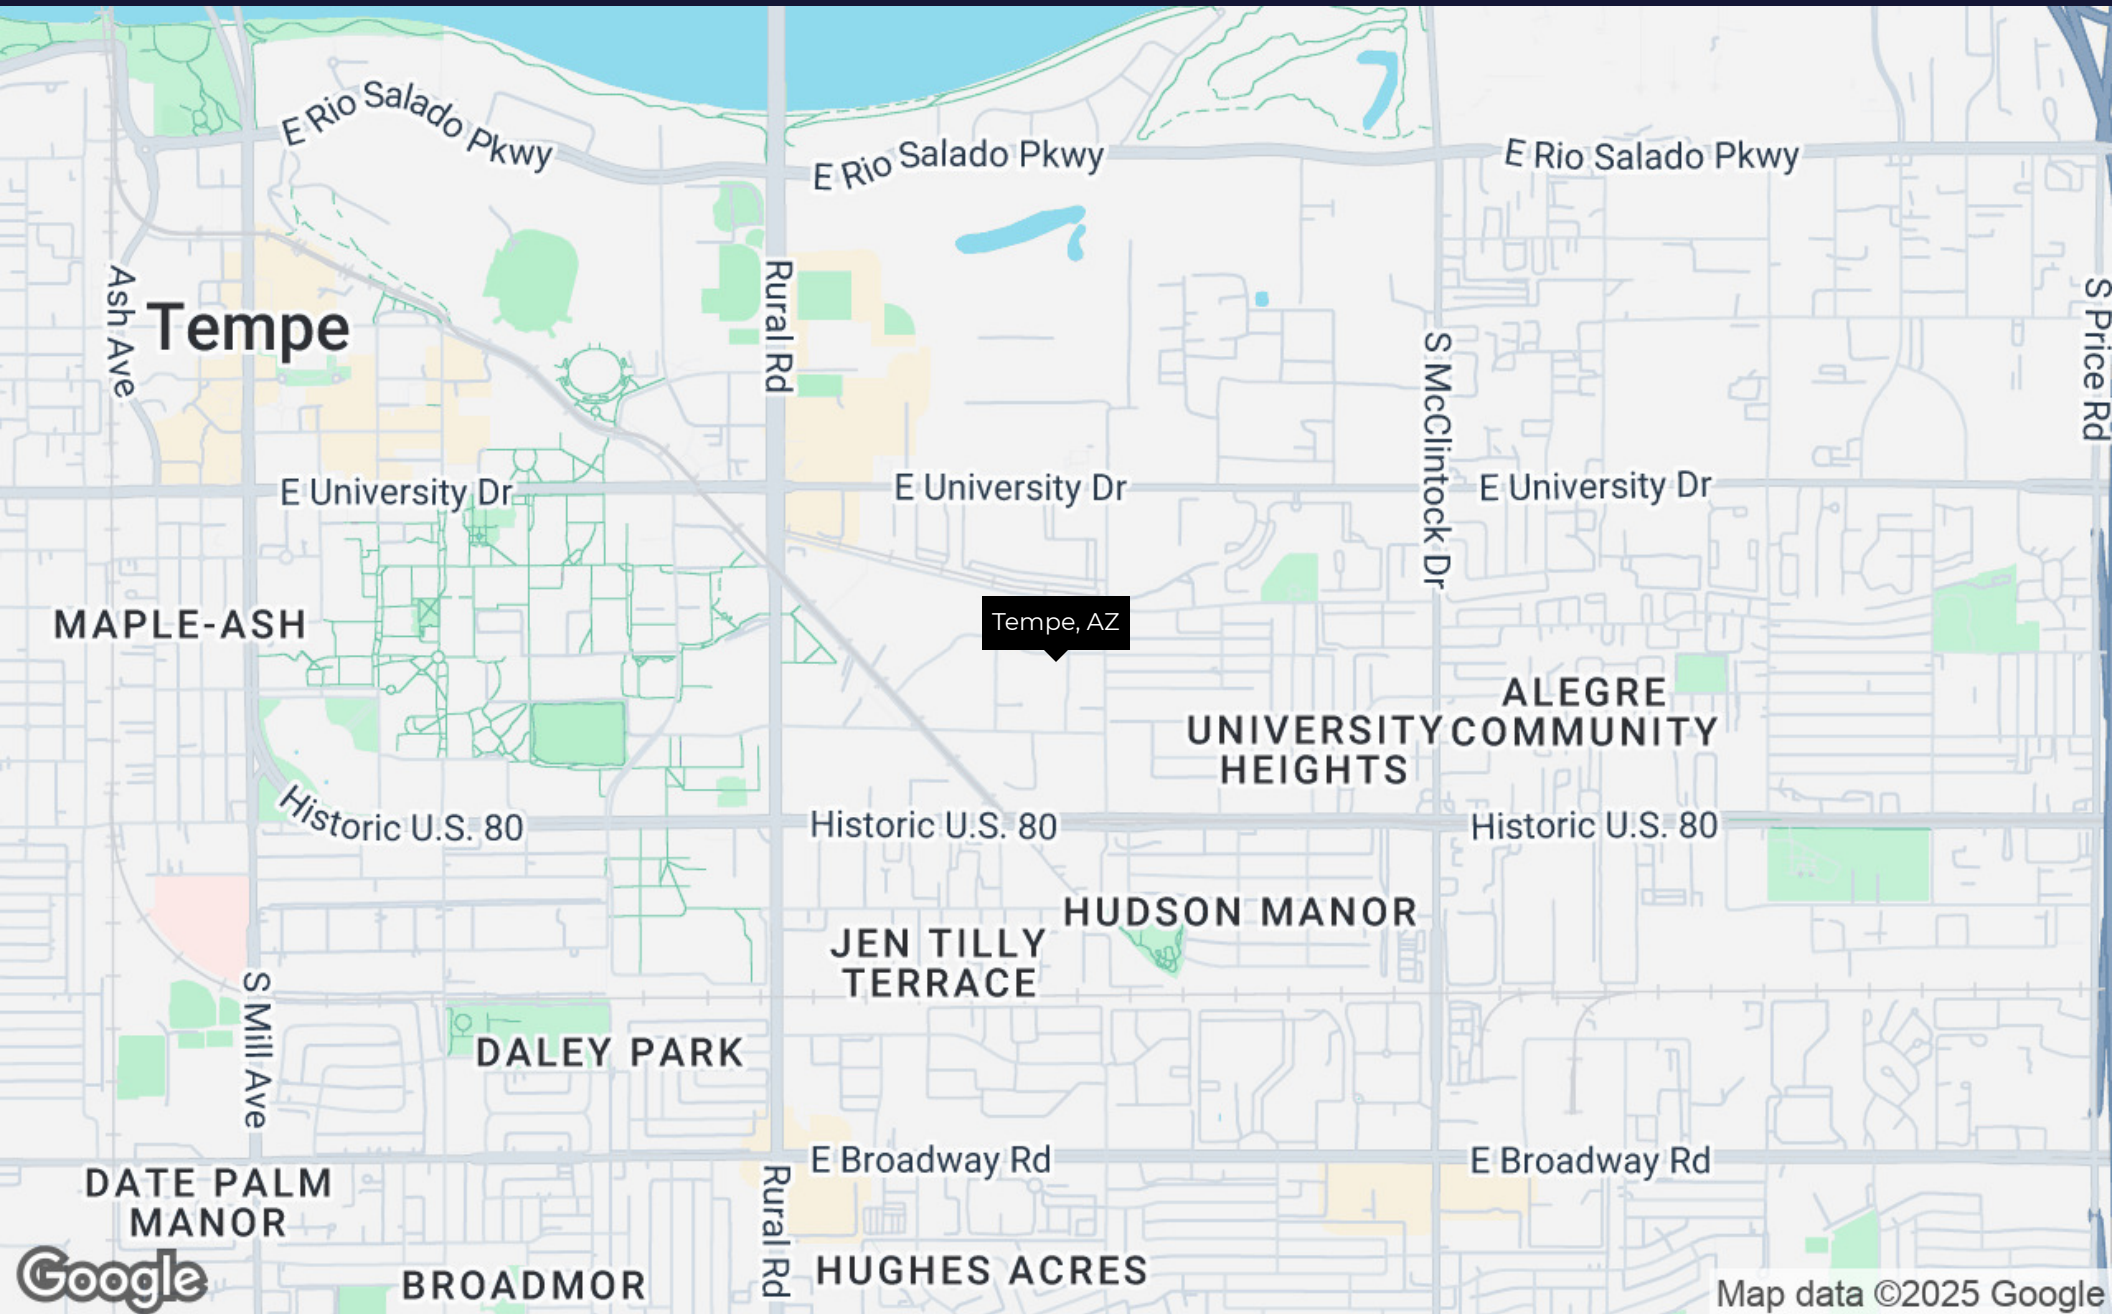 E Rio Salado Pkwy
E Rio Salado Pkwy
E Rio Salado Pkwy
Ash Ave
Tempe
Rural Rd
S McClintock Dr
S Price Rd
E University Dr
E University Dr
E University Dr
MAPLE-ASH
Tempe, AZ
ALEGRE
COMMUNITY
UNIVERSITY
HEIGHTS
Historic U.S. 80
Historic U.S. 80
Historic U.S. 80
HUDSON MANOR
JEN TILLY
TERRACE
S Mill Ave
DALEY PARK
E Broadway Rd
E Broadway Rd
DATE PALM
MANOR
Rural Rd
HUGHES ACRES
BROADMOR
Google
Map data ©2025 Google